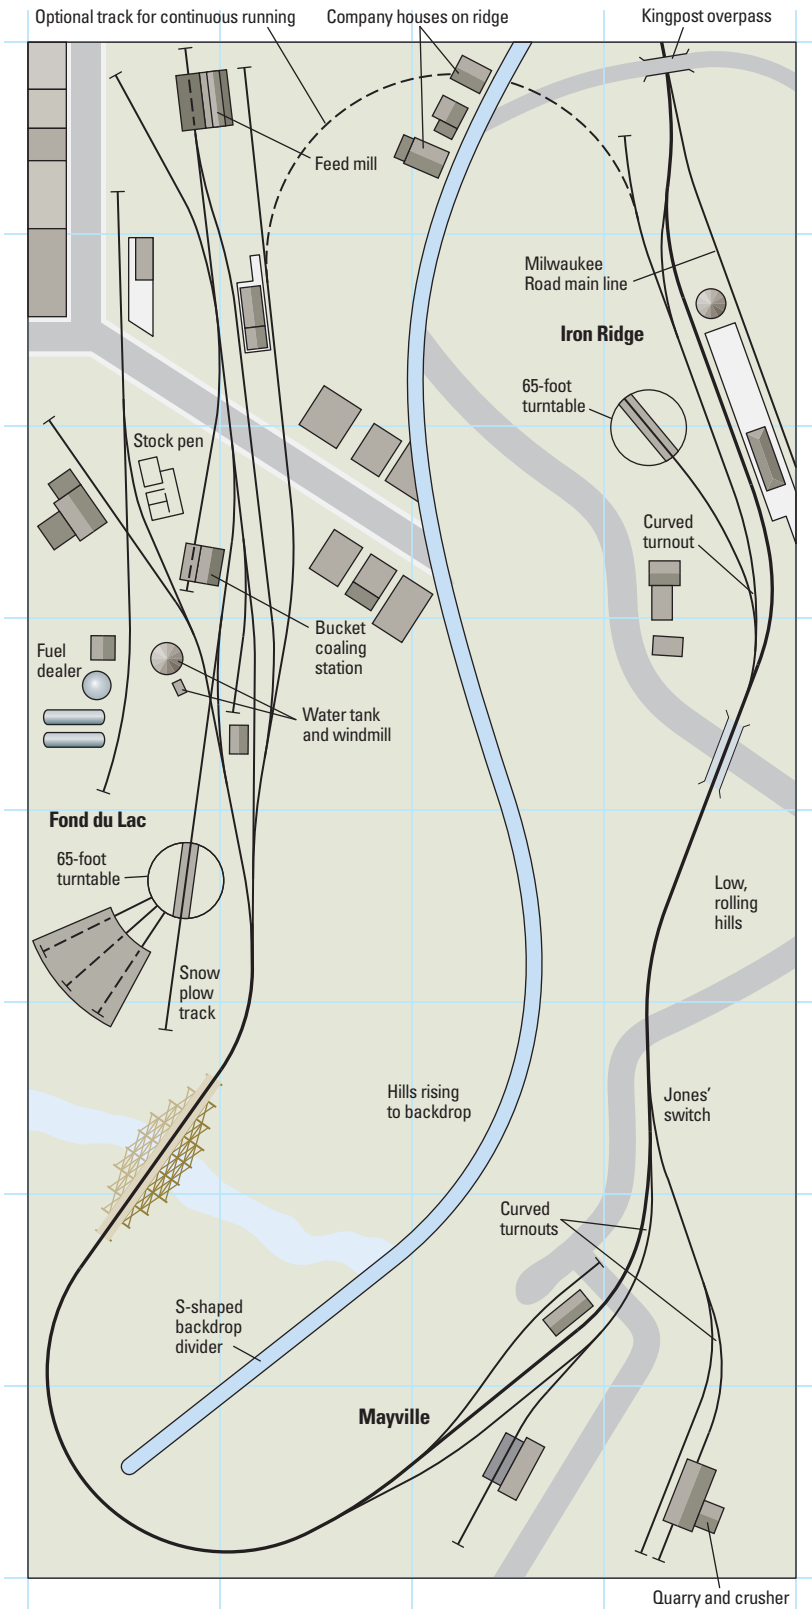 Optional track for continuous running
Company houses on ridge
Kingpost overpass
Feed mill
Milwaukee
Road main line
Iron Ridge
65-foot
turntable
Stock pen
Curved
turnout
Bucket
coaling
station
Fuel
dealer
Water tank
and windmill
Fond du Lac
65-foot
turntable
Low,
rolling
hills
Snow
plow
track
Hills rising
to backdrop
Jones’
switch
Curved
turnouts
S-shaped
backdrop
divider
Mayville
Quarry and crusher